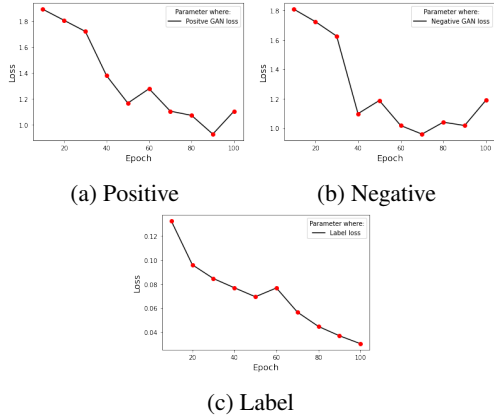 Parameter where:
Positve GAN loss
1.8
1.6
1.4
1.2
1.0
Loss
20
40
60
80
100
Epoch
(a) Positive
Parameter where:
Negative GAN loss
1.8
1.6
1.4
1.2
1.0
Loss
20
40
60
80
100
Epoch
(b) Negative
Parameter where:
Label loss
0.12
0.10
0.08
0.06
0.04
Loss
20
40
60
80
100
Epoch
(c) Label